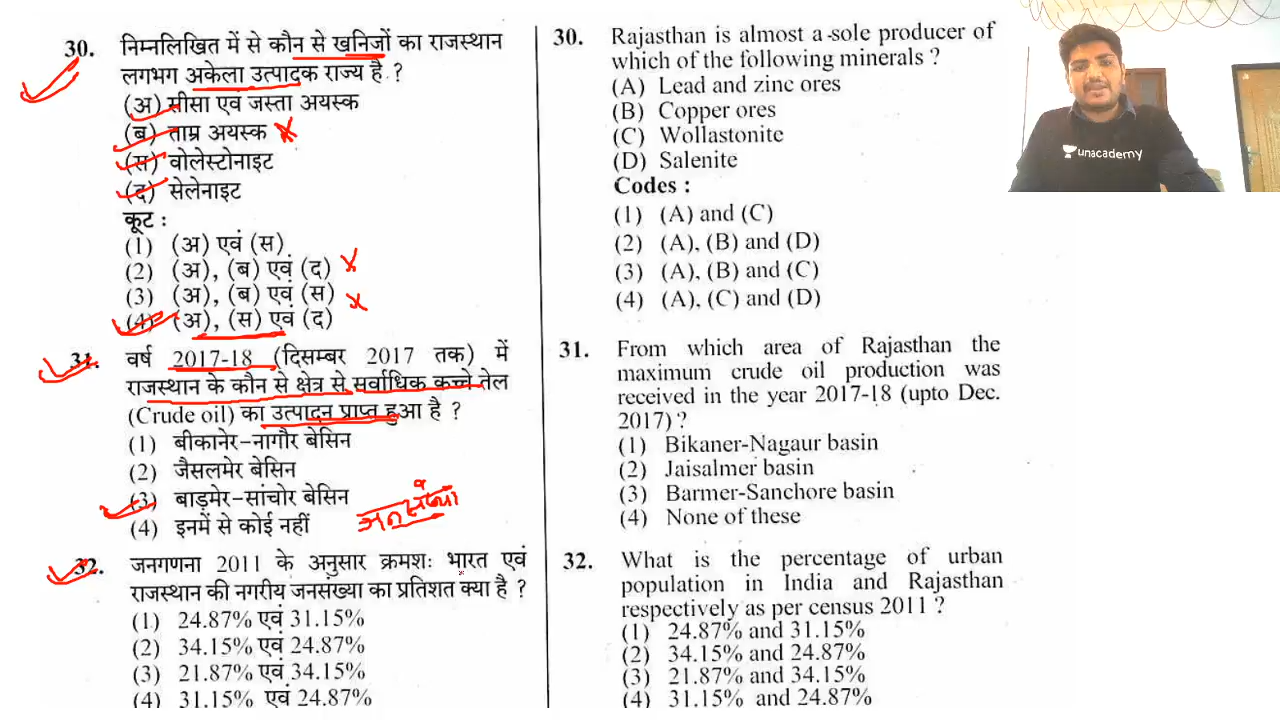 30. निम्नलिखित में से कौन से खनिजों का राजस्थान
लगभग अकेला उत्पादक राज्य है ?
(अ) सीसा एवं जस्ता अयस्क
(ब) ताम्र अयस्क
(स) वोलेस्टोनाइट
(द) सेलेनाइट
कूट :
(1) (अ) एवं (स)
(2) (अ), (ब) एवं (द)
(3) (अ), (ब) एवं (स)
(4) (अ), (स) एवं (द)
31. वर्ष 2017-18 (दिसम्बर 2017 तक) में
राजस्थान के कौन से क्षेत्र से सर्वाधिक कच्चे तेल
(Crude oil) का उत्पादन प्राप्त हुआ है ?
(1) बीकानेर-नागौर बेसिन
(2) जैसलमेर बेसिन
(3) बाड़मेर-सांचोर बेसिन
(4) इनमें से कोई नहीं
32. जनगणना 2011 के अनुसार क्रमशः भारत एवं
राजस्थान की नगरीय जनसंख्या का प्रतिशत क्या है ?
(1) 24.87% एवं 31.15%
(2) 34.15% एवं 24.87%
(3) 21.87% एवं 34.15%
(4) 31.15% एवं 24.87%
30. Rajasthan is almost a sole producer of
which of the following minerals ?
(A) Lead and zinc ores
(B) Copper ores
(C) Wollastonite
(D) Salenite
Codes :
(1) (A) and (C)
(2) (A), (B) and (D)
(3) (A), (B) and (C)
(4) (A), (C) and (D)
31. From which area of Rajasthan the
maximum crude oil production was
received in the year 2017-18 (upto Dec.
2017) ?
(1) Bikaner-Nagaur basin
(2) Jaisalmer basin
(3) Barmer-Sanchore basin
(4) None of these
32. What is the percentage of urban
population in India and Rajasthan
respectively as per census 2011 ?
(1) 24.87% and 31.15%
(2) 34.15% and 24.87%
(3) 21.87% and 34.15%
(4) 31.15% and 24.87%
unacademy